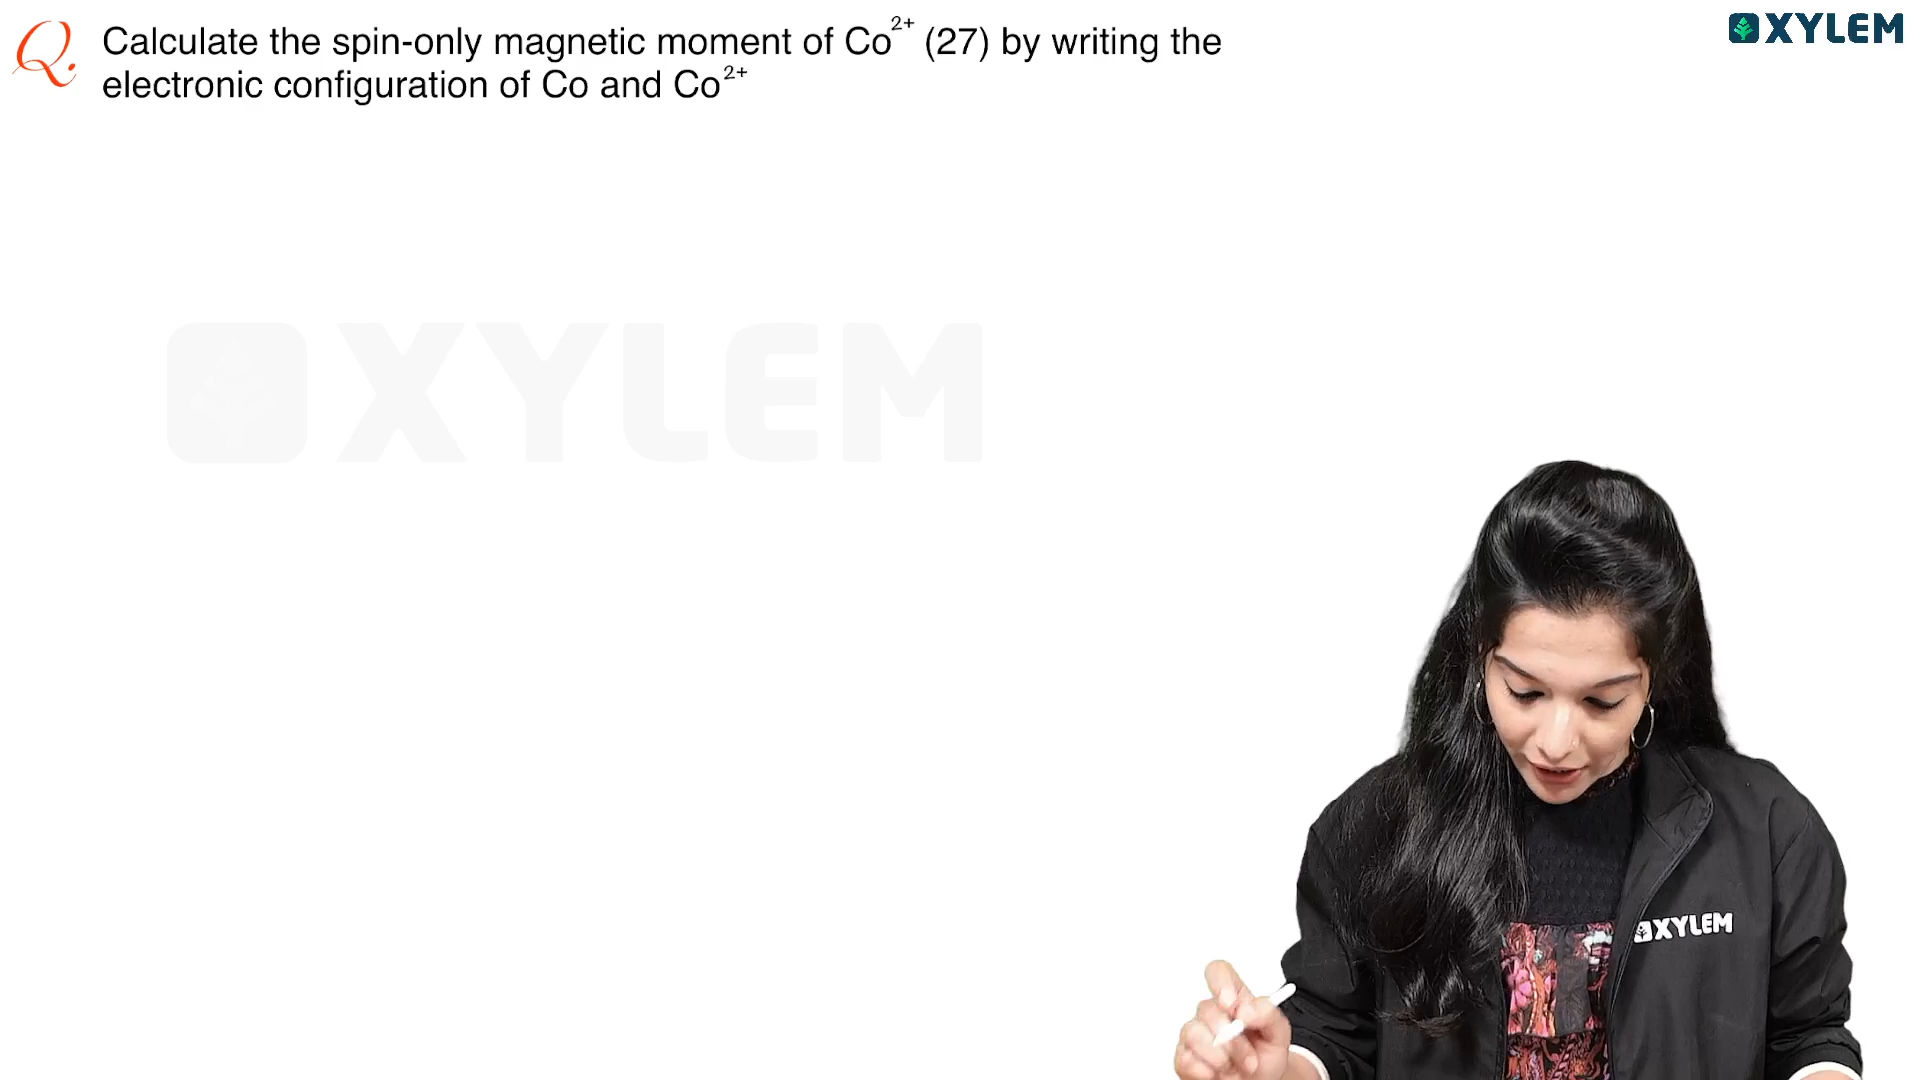 Q. Calculate the spin-only magnetic moment of Co²⁺ (27) by writing the
electronic configuration of Co and Co²⁺
XYLEM
XYLEM
XYLEM